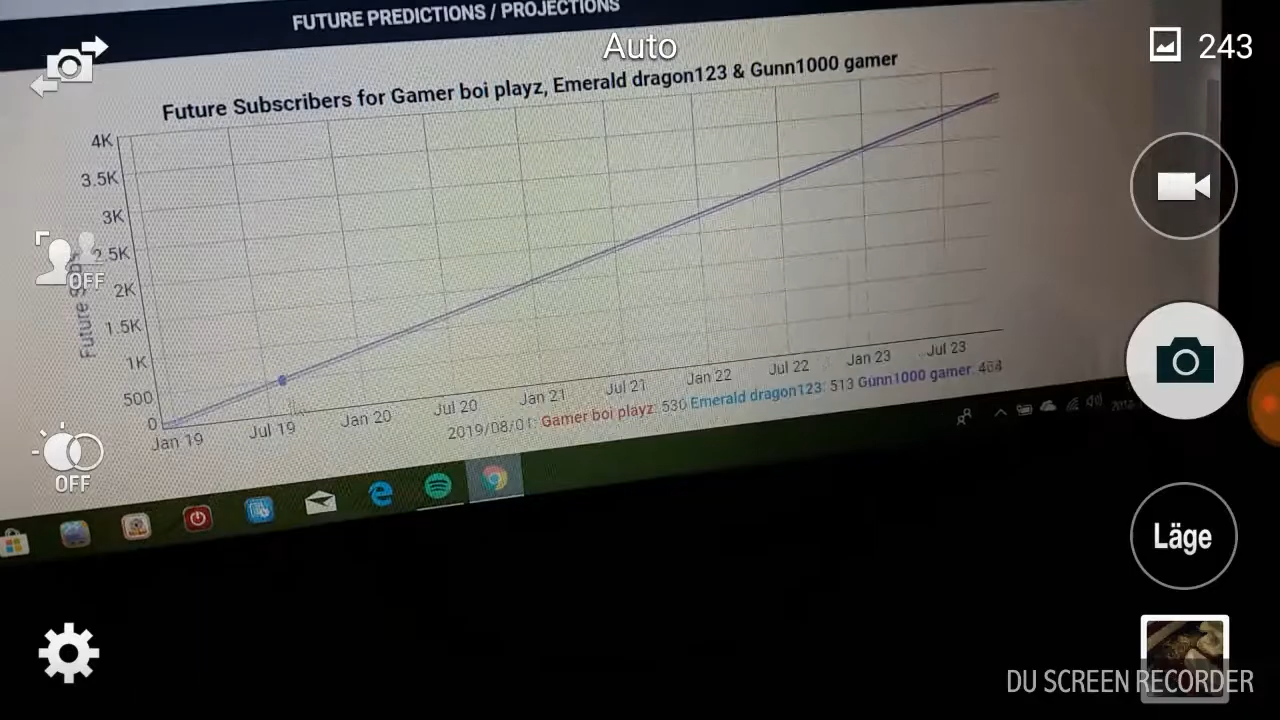 FUTURE PREDICTIONS / PROJECTIONS
Auto
243
Future Subscribers for Gamer boi playz, Emerald dragon123 & Gunn1000 gamer
4K
3.5K
3K
2.5K
2K
1.5K
1K
500
0
Future
OFF
Jan 19
Jul 19
Jan 20
Jul 20
Jan 21
Jul 21
Jan 22
Jul 22
Jan 23
Jul 23
2019/08/01: Gamer boi playz: 530 Emerald dragon123: 513 Gunn1000 gamer: 464
OFF
Läge
DU SCREEN RECORDER